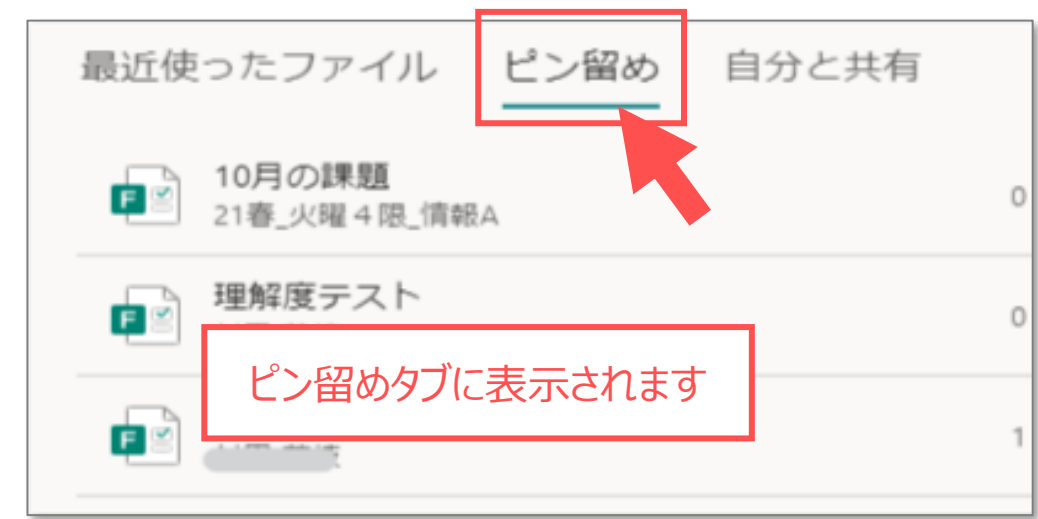 最近使ったファイル ピン留め 自分と共有
10月の課題
21春_火曜４限_情報A
0
理解度テスト
0
ピン留めタブに表示されます
1